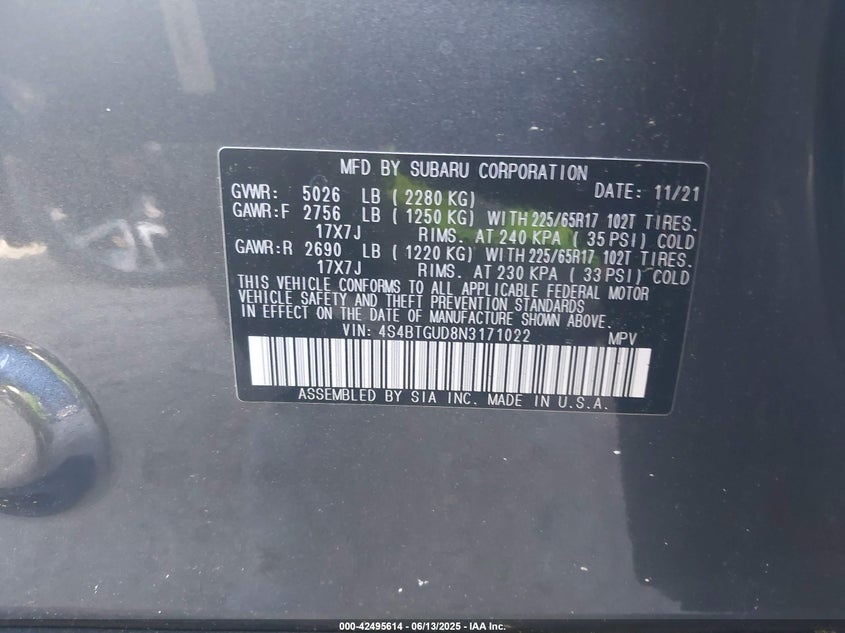 MFD BY SUBARU CORPORATION
GVWR: 5026 LB ( 2280 KG) DATE: 11/21
GAWR:F 2756 LB ( 1250 KG) WITH 225/65R17 102T TIRES.
17X7J RIMS. AT 240 KPA ( 35 PSI) COLD
GAWR:R 2690 LB ( 1220 KG) WITH 225/65R17 102T TIRES.
17X7J RIMS. AT 230 KPA ( 33 PSI) COLD
THIS VEHICLE CONFORMS TO ALL APPLICABLE FEDERAL MOTOR
VEHICLE SAFETY AND THEFT PREVENTION STANDARDS
IN EFFECT ON THE DATE OF MANUFACTURE SHOWN ABOVE.
VIN: 4S4BTGUD8N3171022 MPV
ASSEMBLED BY SIA INC. MADE IN U.S.A.
000-42495614 - 06/13/2025 - IAA Inc.